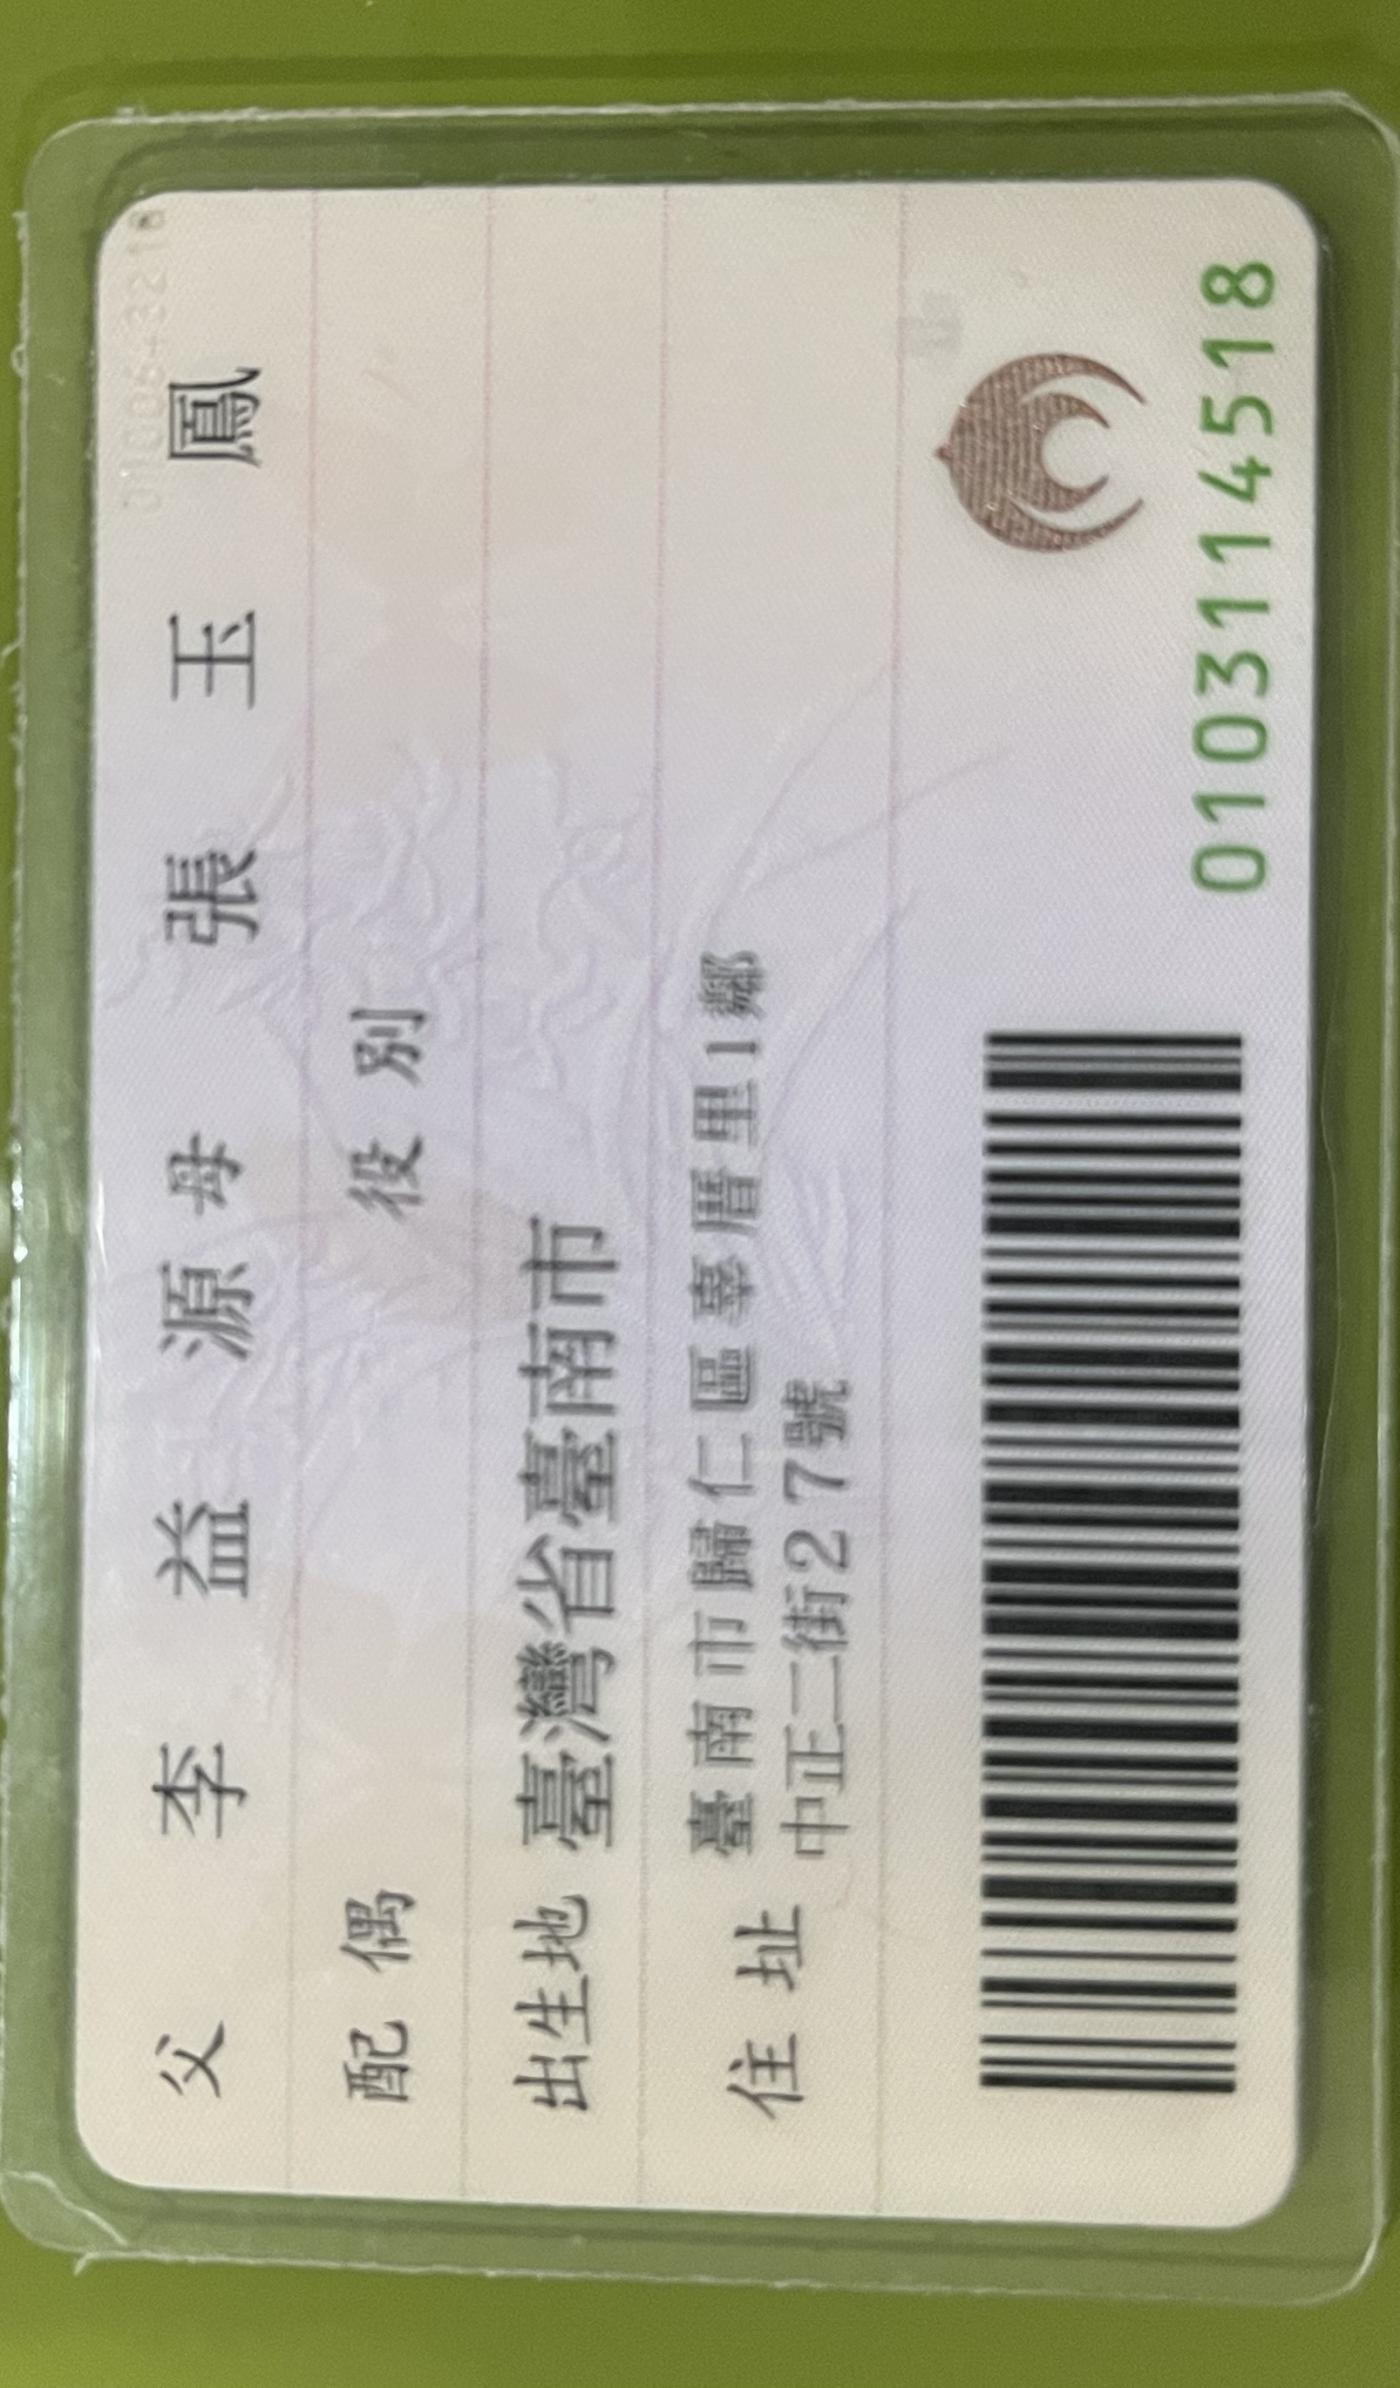 父 李益源 母 張玉鳳
配偶 役別
出生地 臺灣省臺南市
住址 臺南市歸仁區辜厝里1鄰
中正二街27號
0103114518